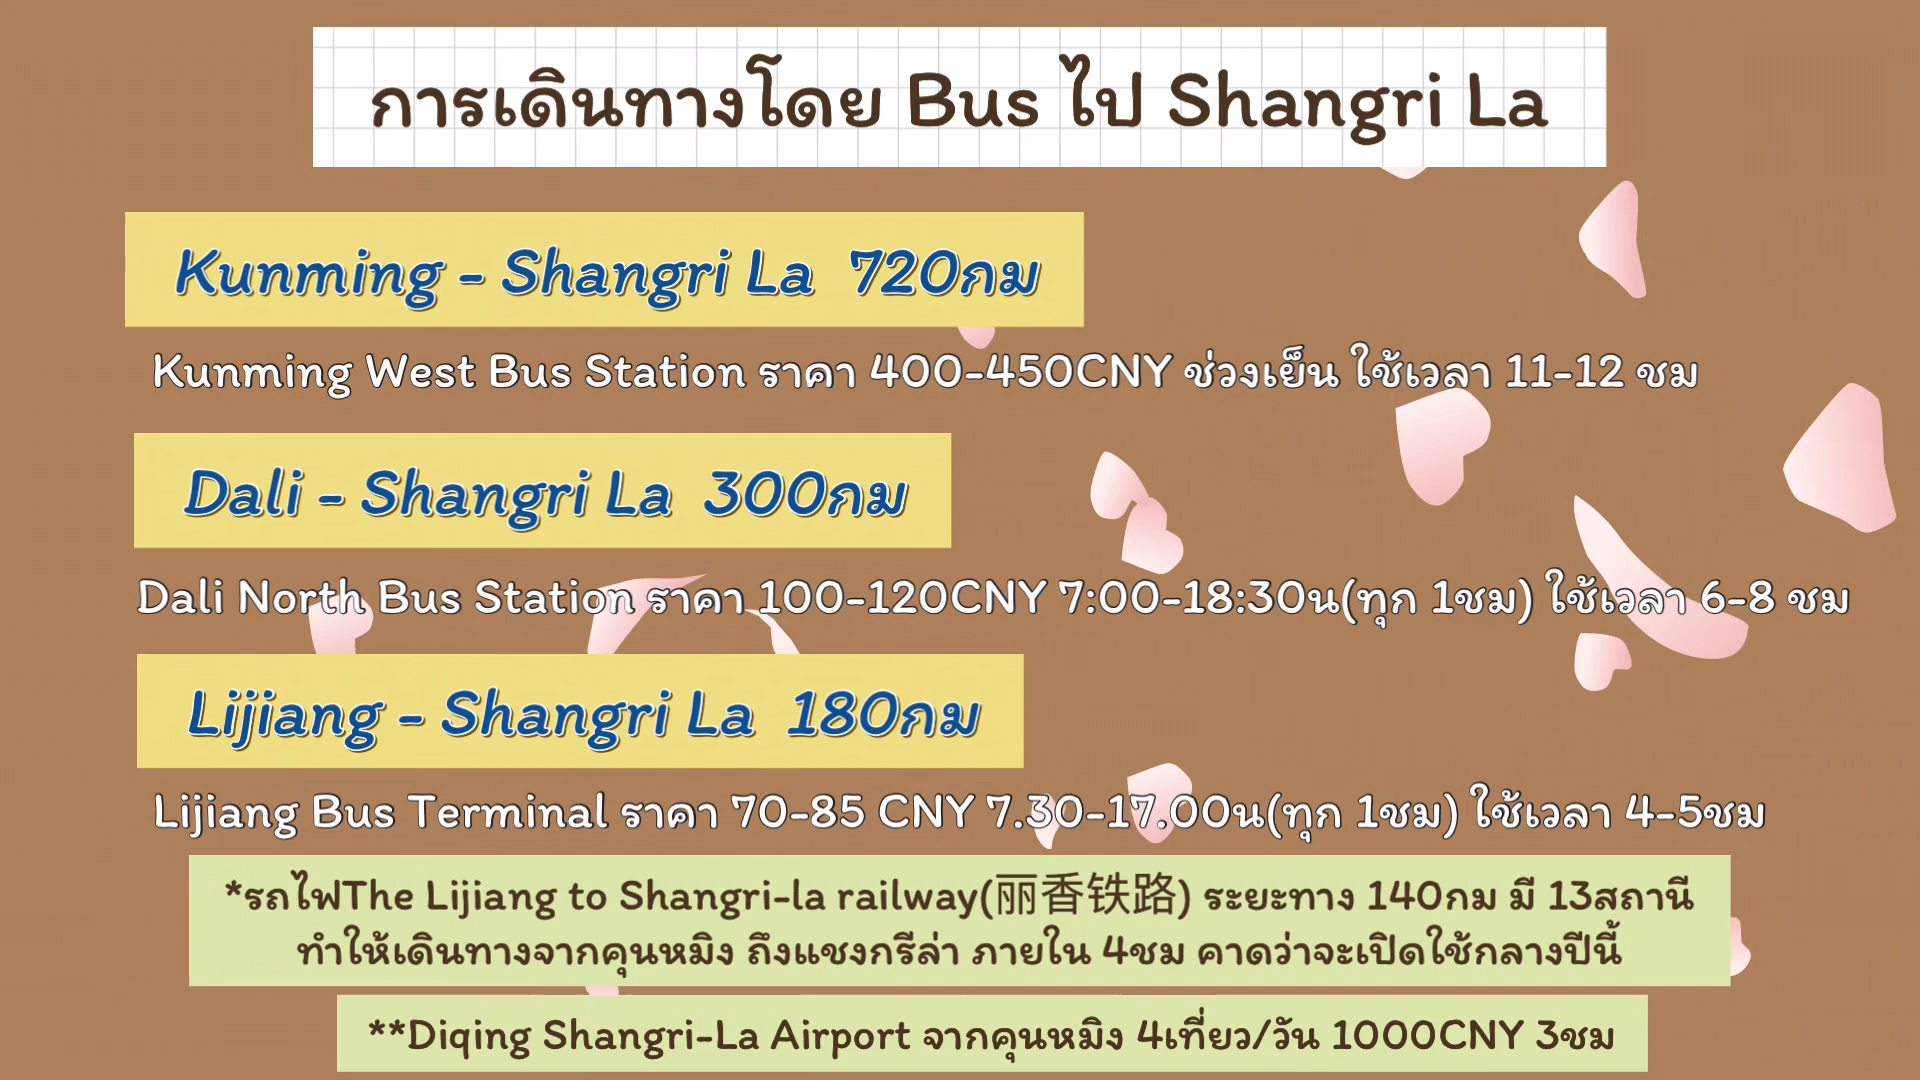 การเดินทางโดย Bus ไป Shangri La
Kunming - Shangri La 720กม
Kunming West Bus Station ราคา 400-450CNY ช่วงเย็น ใช้เวลา 11-12 ชม
Dali - Shangri La 300กม
Dali North Bus Station ราคา 100-120CNY 7:00-18:30น(ทุก 1ชม) ใช้เวลา 6-8 ชม
Lijiang - Shangri La 180กม
Lijiang Bus Terminal ราคา 70-85 CNY 7.30-17.00น(ทุก 1ชม) ใช้เวลา 4-5ชม
*รถไฟThe Lijiang to Shangri-la railway(丽香铁路) ระยะทาง 140กม มี 13สถานี
ทำให้เดินทางจากคุนหมิง ถึงแชงกรีล่า ภายใน 4ชม คาดว่าจะเปิดใช้กลางปีนี้
**Diqing Shangri-La Airport จากคุนหมิง 4เที่ยว/วัน 1000CNY 3ชม